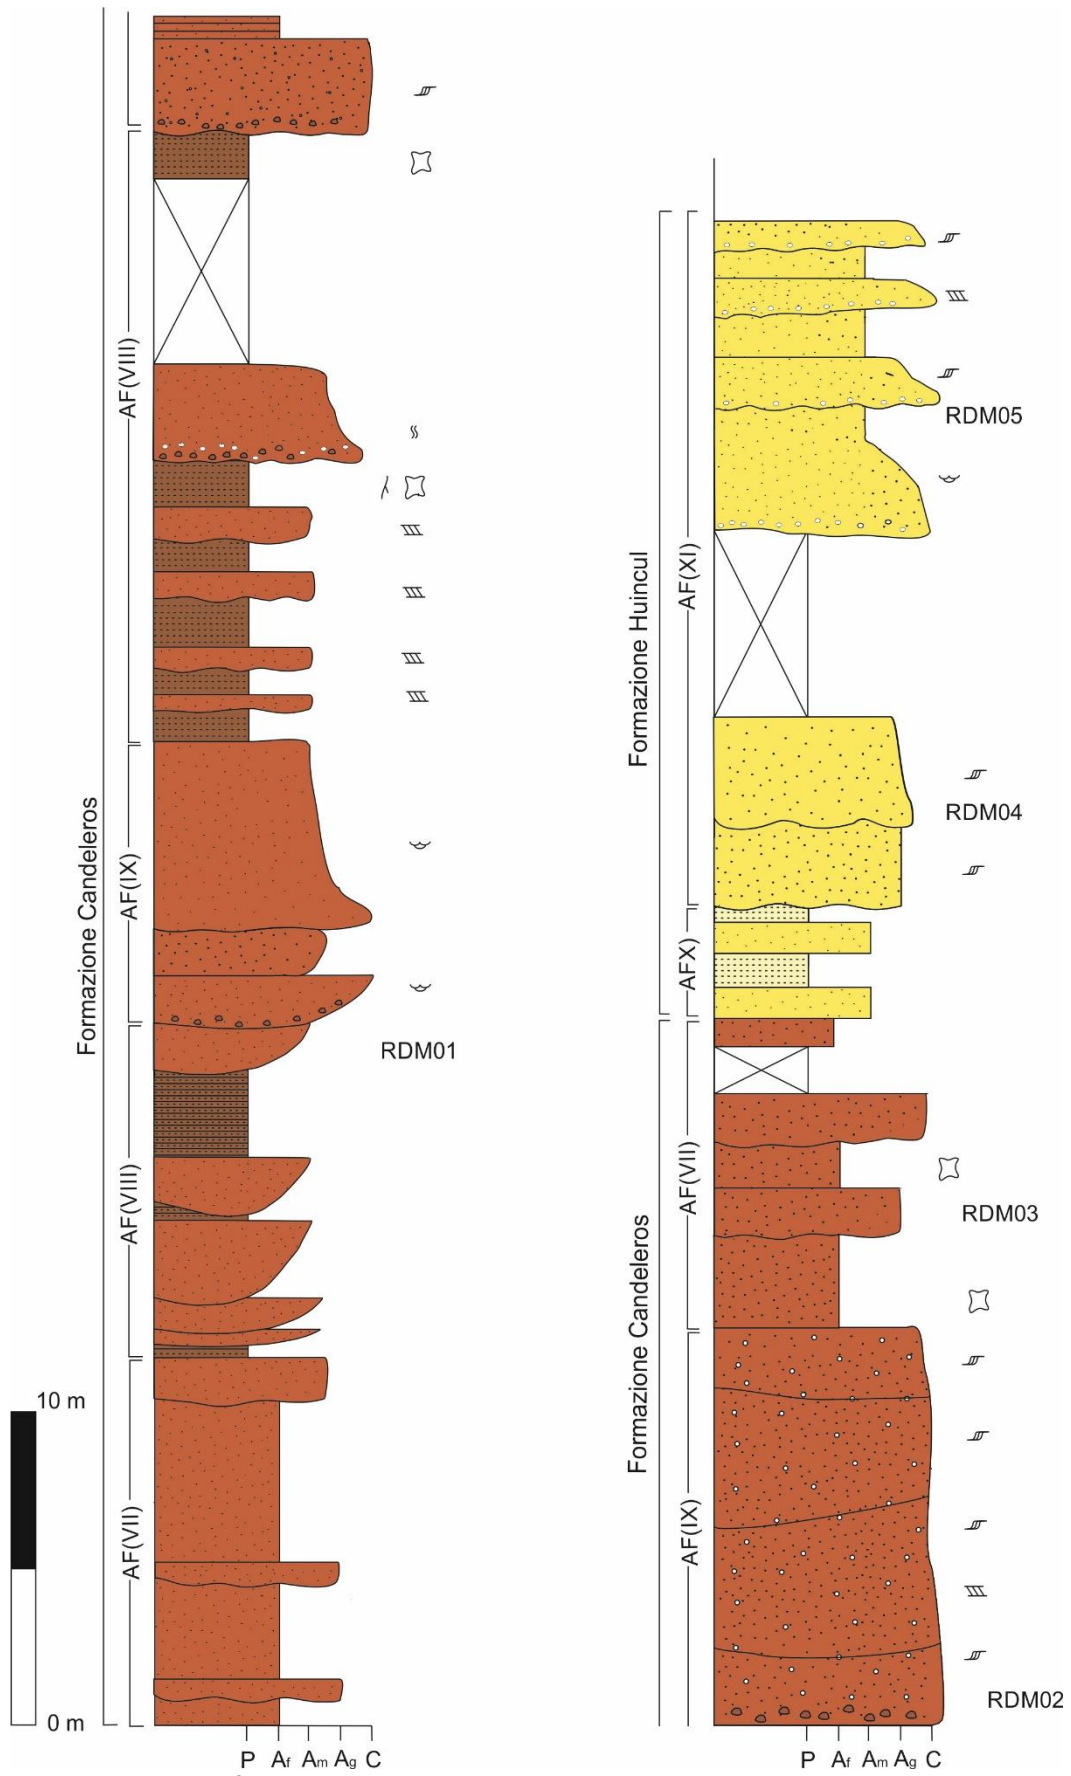 AF(VIII)
AF(IX)
Formazione Candeleros
RDM01
AF(VIII)
10 m
AF(VII)
0 m
P Af Am Ag C
RDM05
AF(XI)
Formazione Huincul
RDM04
AFX)
AF(VII)
RDM03
Formazione Candeleros
AF(IX)
RDM02
P Af Am Ag C